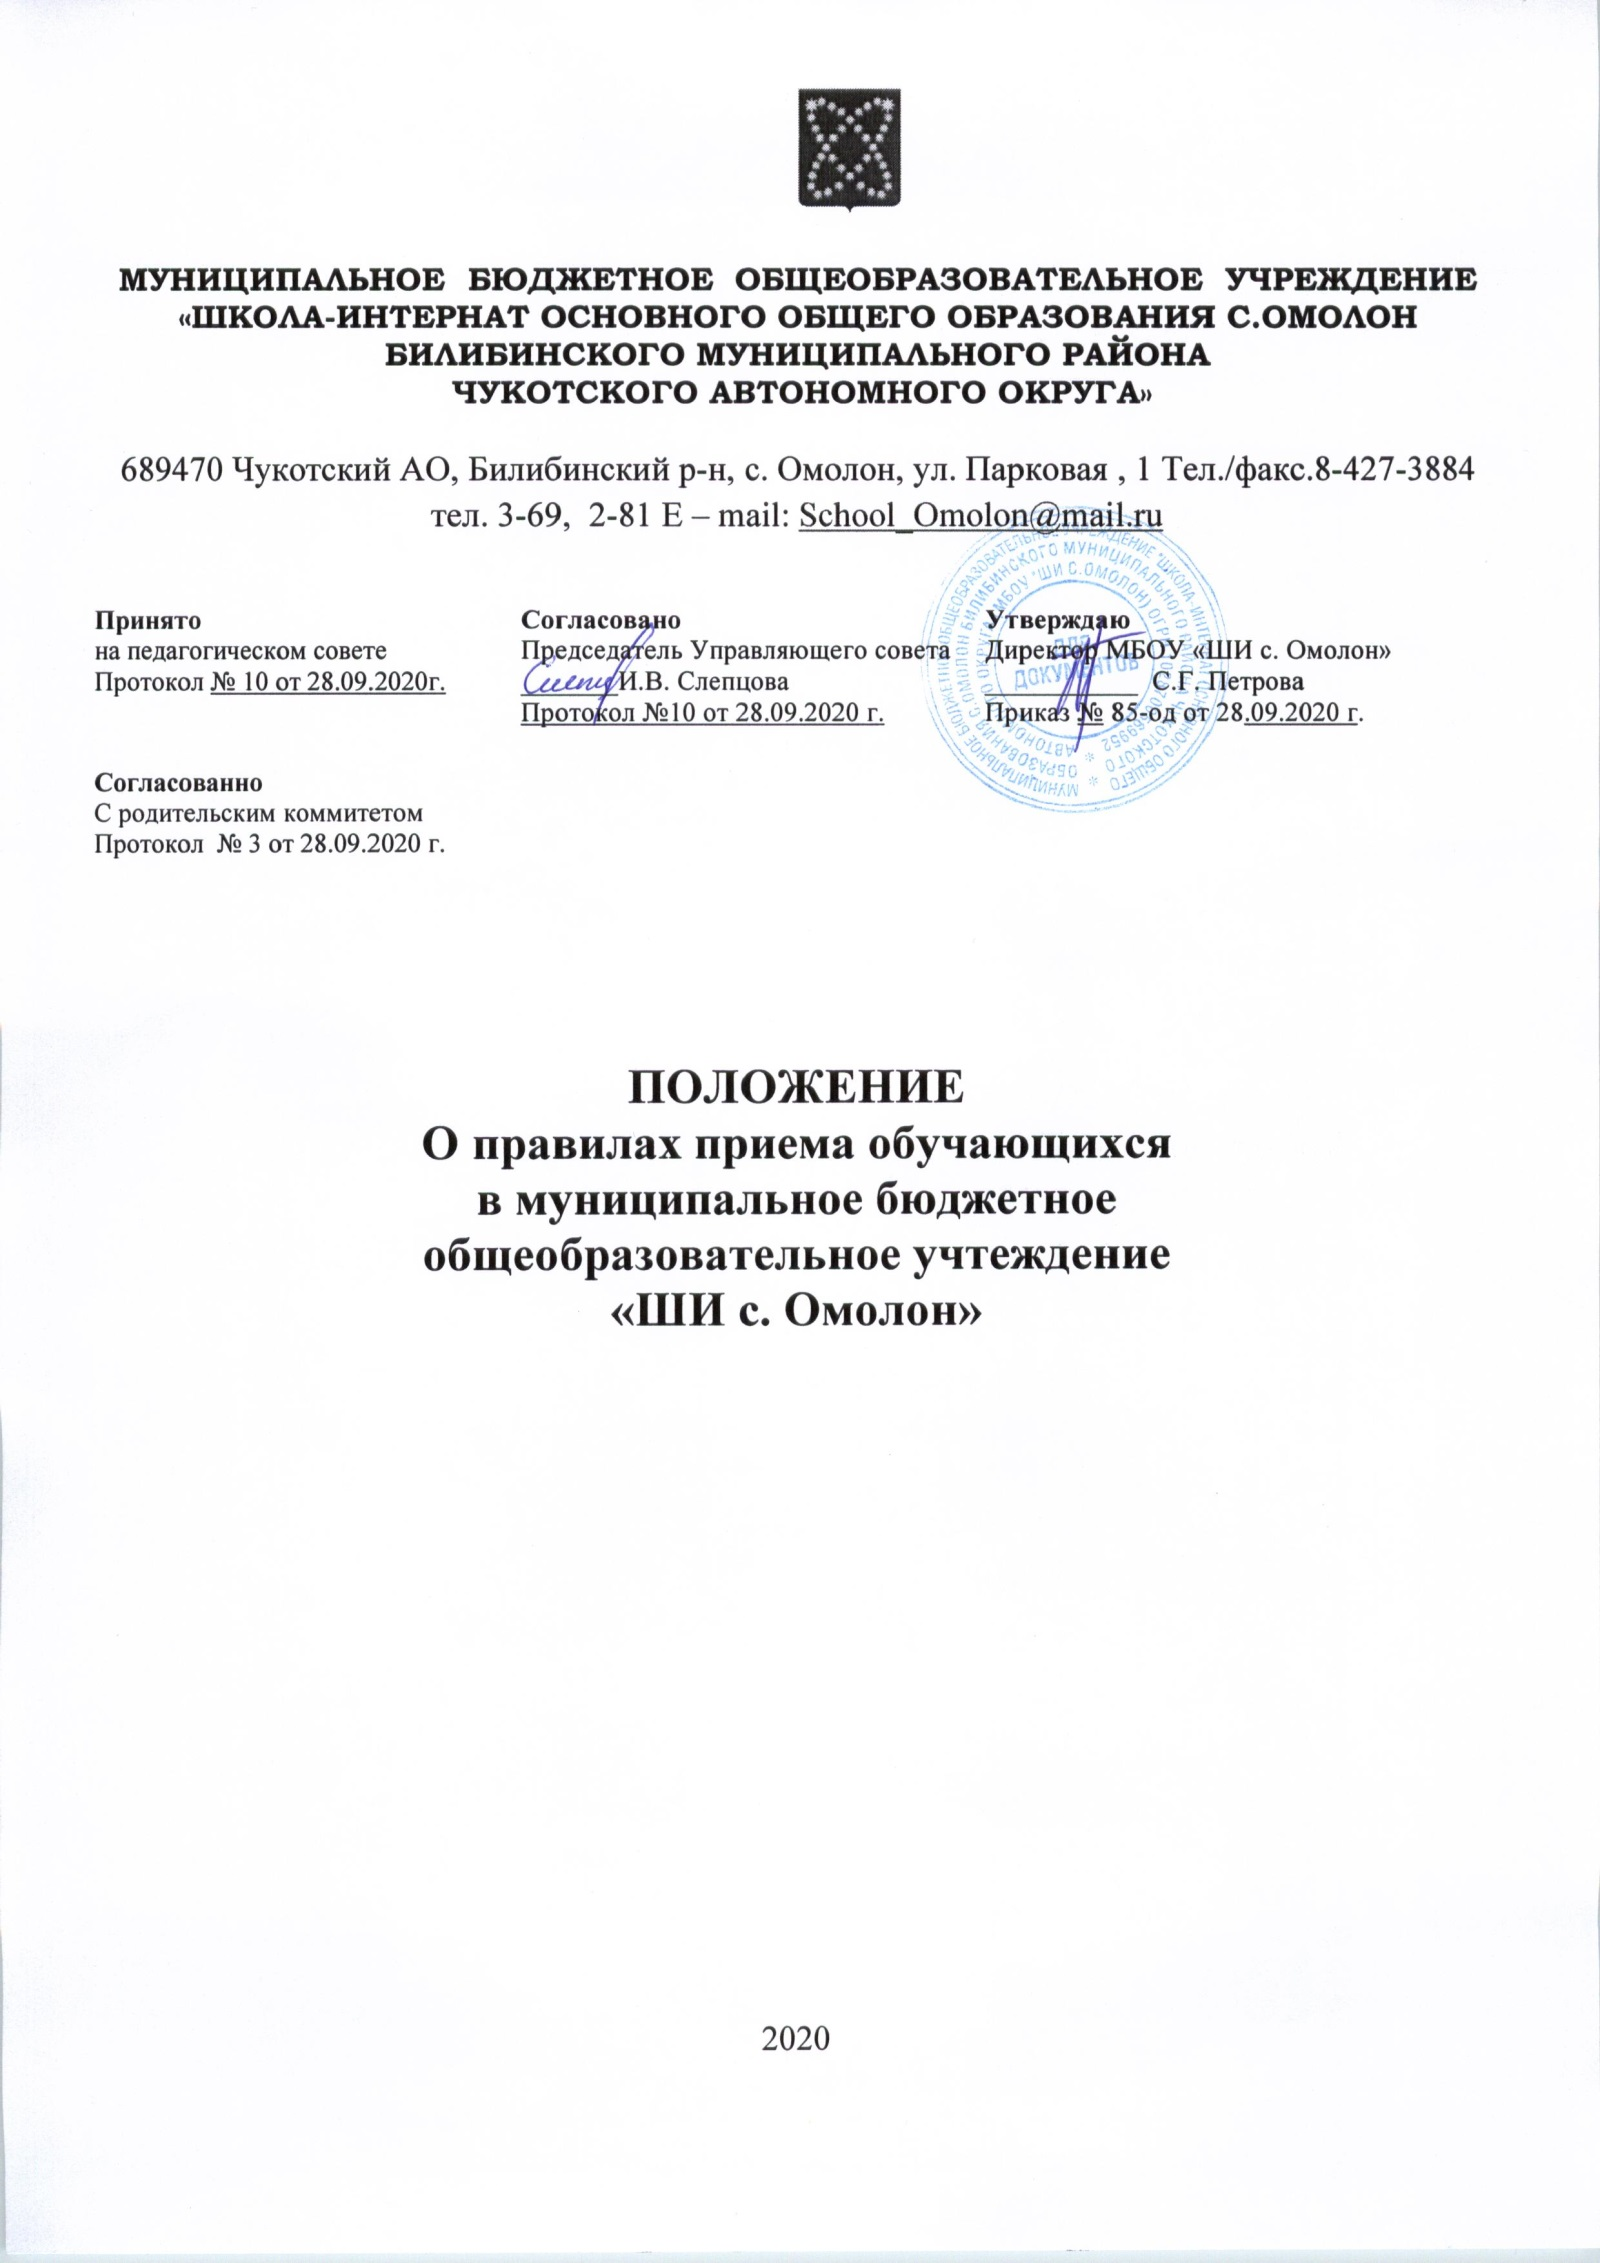 МУНИЦИПАЛЬНОЕ БЮДЖЕТНОЕ ОБЩЕОБРАЗОВАТЕЛЬНОЕ УЧРЕЖДЕНИЕ
«ШКОЛА-ИНТЕРНАТ ОСНОВНОГО ОБЩЕГО ОБРАЗОВАНИЯ С.ОМОЛОН
БИЛИБИНСКОГО МУНИЦИПАЛЬНОГО РАЙОНА
ЧУКОТСКОГО АВТОНОМНОГО ОКРУГА»
689470 Чукотский АО, Билибинский р-н, с. Омолон, ул. Парковая , 1 Тел./факс.8-427-3884
тел. 3-69, 2-81 E – mail: School_Omolon@mail.ru
Принято
на педагогическом совете
Протокол № 10 от 28.09.2020г.
Согласовано
Председатель Управляющего совета
И.В. Слепцова
Протокол №10 от 28.09.2020 г.
Утверждаю
Директор МБОУ «ШИ с. Омолон»
С.Г. Петрова
Приказ № 85-од от 28.09.2020 г.
ДЛЯ
ДОКУМЕНТОВ
Согласованно
С родительским коммитетом
Протокол № 3 от 28.09.2020 г.
ПОЛОЖЕНИЕ
О правилах приема обучающихся
в муниципальное бюджетное
общеобразовательное учтеждение
«ШИ с. Омолон»
2020